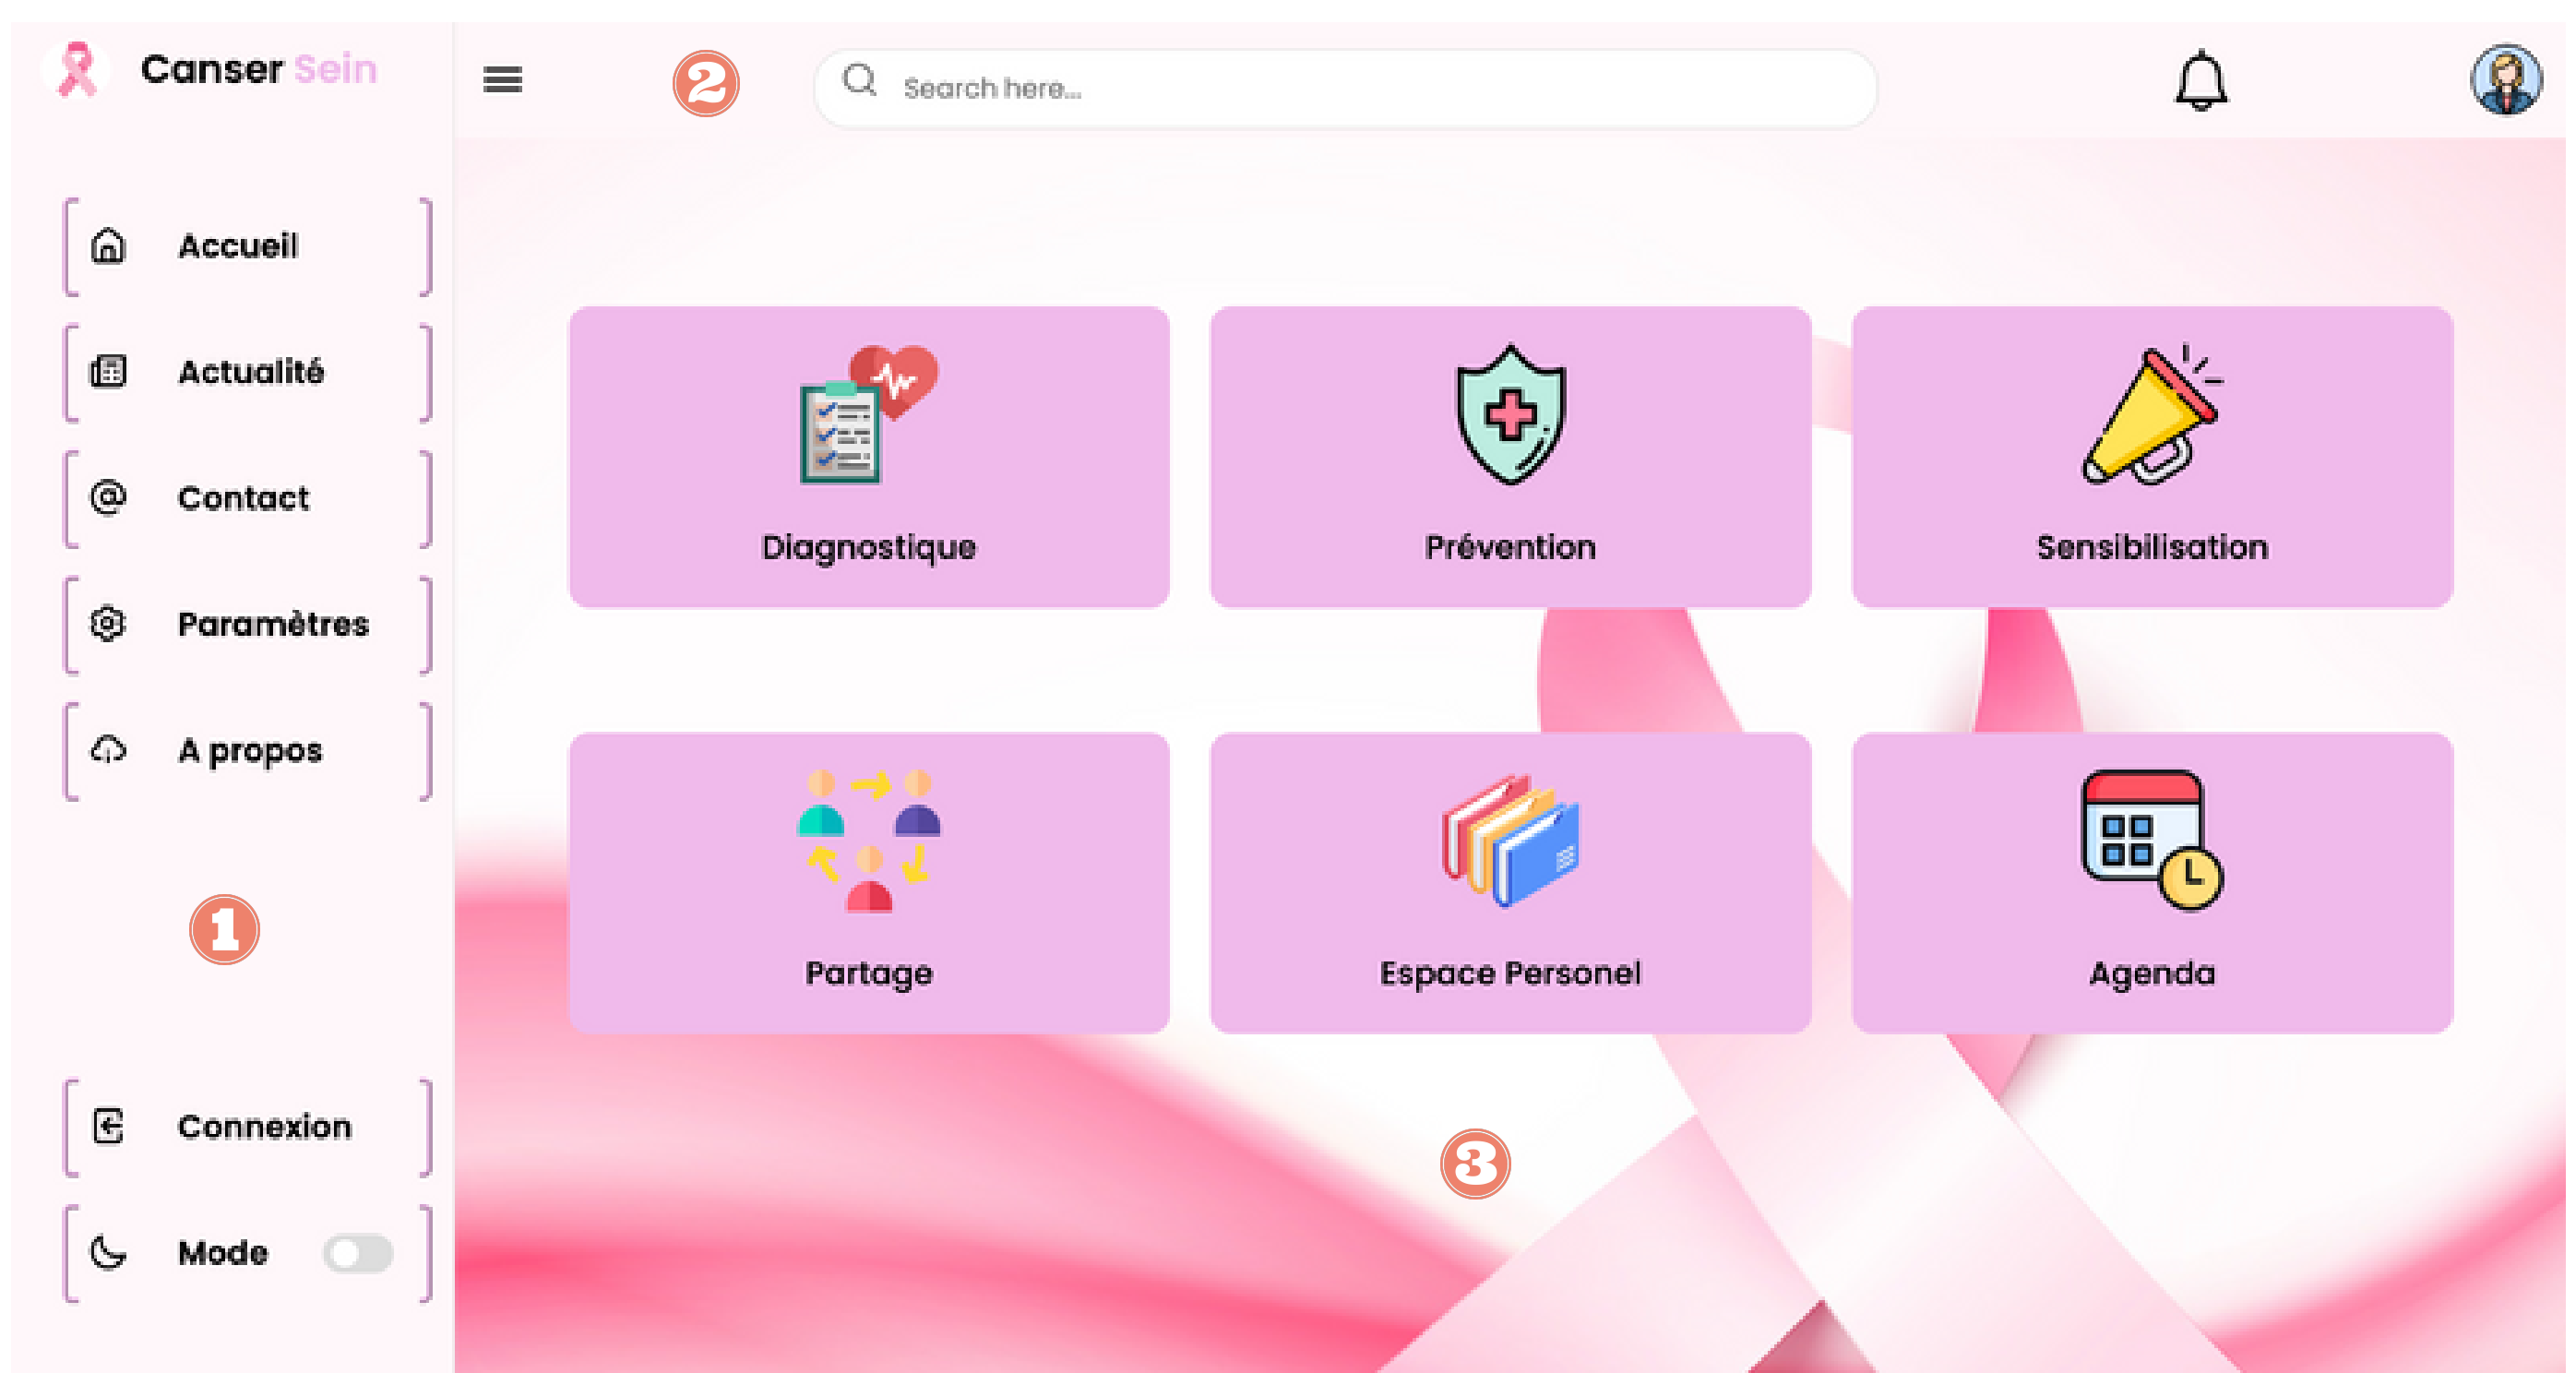 Canser Sein
2
Search here...
Accueil
Actualité
Contact
Paramètres
A propos
1
Connexion
Mode
Diagnostique
Prévention
Sensibilisation
Partage
Espace Personel
Agenda
3